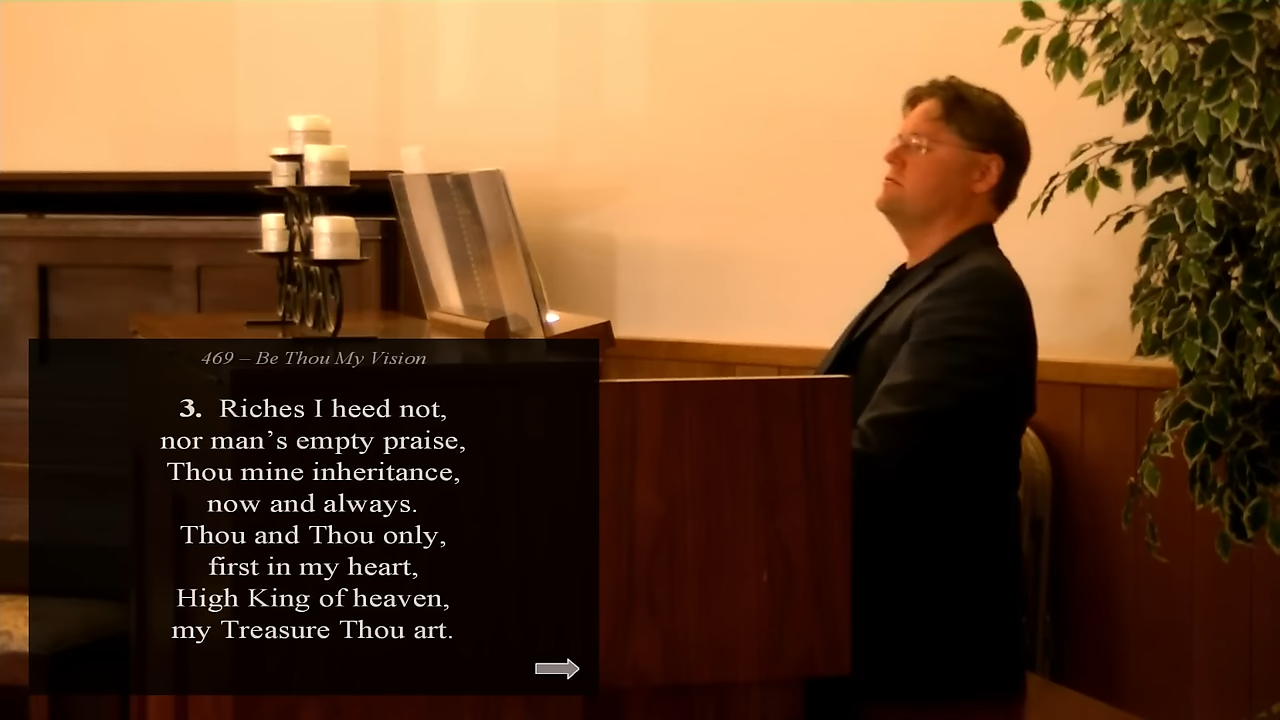 469 – Be Thou My Vision
3. Riches I heed not,
nor man's empty praise,
Thou mine inheritance,
now and always.
Thou and Thou only,
first in my heart,
High King of heaven,
my Treasure Thou art.